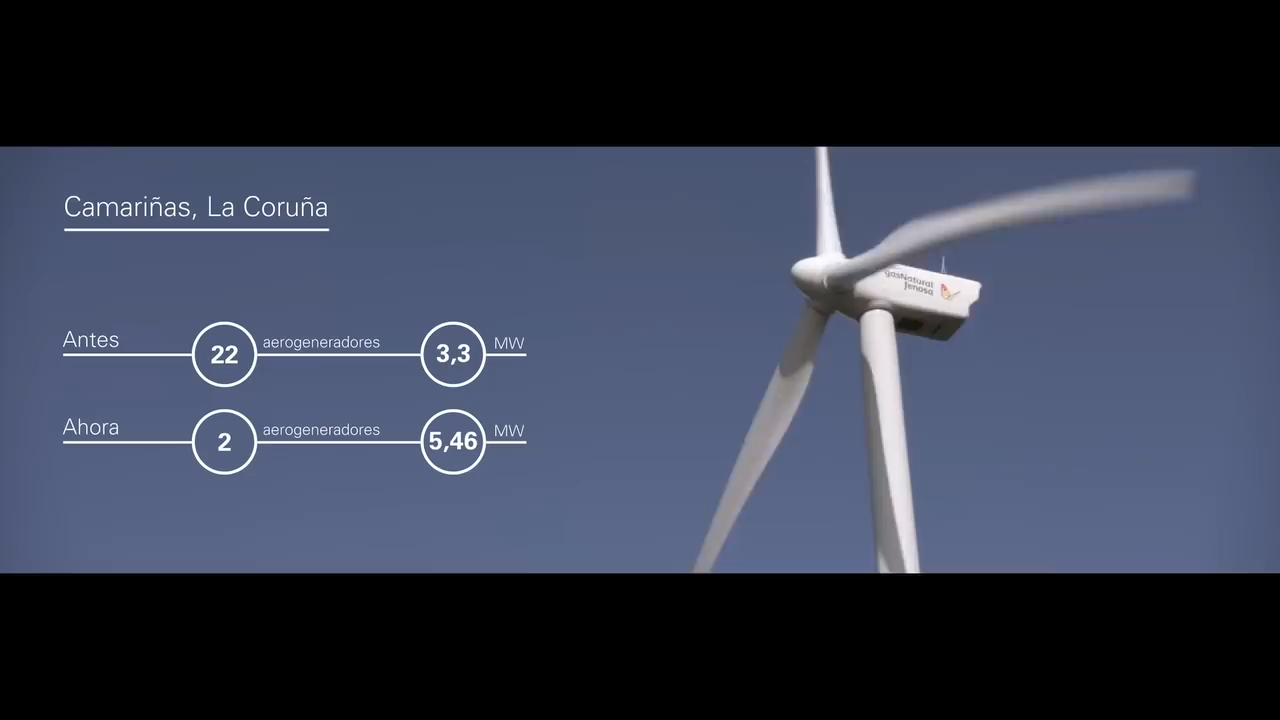 Camariñas, La Coruña
Antes 22 aerogeneradores 3,3 MW
Ahora 2 aerogeneradores 5,46 MW
gasNatural
fenosa